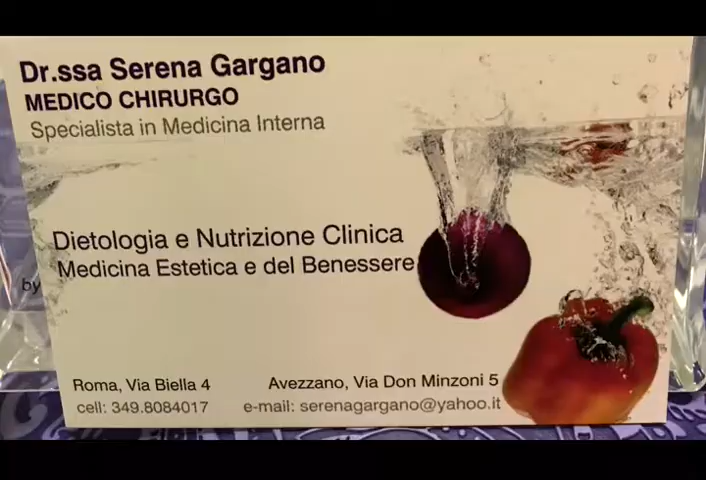 Dr.ssa Serena Gargano
MEDICO CHIRURGO
Specialista in Medicina Interna
Dietologia e Nutrizione Clinica
Medicina Estetica e del Benessere
by
Roma, Via Biella 4 Avezzano, Via Don Minzoni 5
cell: 349.8084017 e-mail: serenagargano@yahoo.it